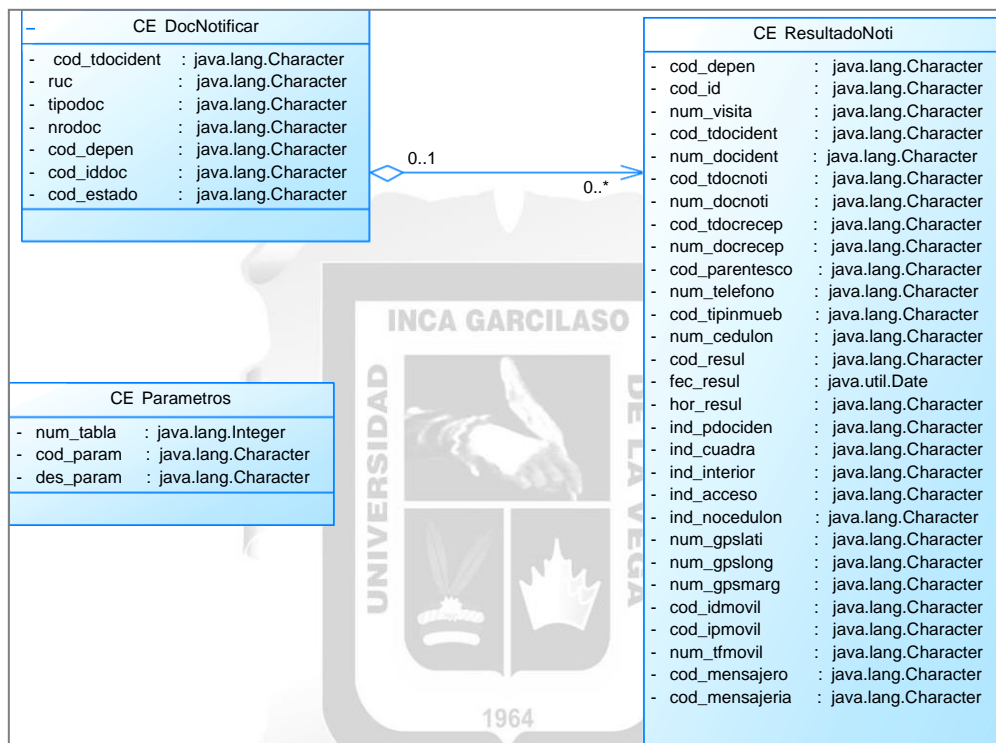 CE DocNotificar
- cod_tdocident : java.lang.Character
- ruc : java.lang.Character
- tipodoc : java.lang.Character
- nrodoc : java.lang.Character
- cod_depen : java.lang.Character
- cod_iddoc : java.lang.Character
- cod_estado : java.lang.Character
0..1
0..*
CE ResultadoNoti
- cod_depen : java.lang.Character
- cod_id : java.lang.Character
- num_visita : java.lang.Character
- cod_tdocident : java.lang.Character
- num_docident : java.lang.Character
- cod_tdocnoti : java.lang.Character
- num_docnoti : java.lang.Character
- cod_tdocrecep : java.lang.Character
- num_docrecep : java.lang.Character
- cod_parentesco : java.lang.Character
- num_telefono : java.lang.Character
- cod_tipinmueb : java.lang.Character
- num_cedulon : java.lang.Character
- cod_resul : java.lang.Character
- fec_resul : java.util.Date
- hor_resul : java.lang.Character
- ind_pdociden : java.lang.Character
- ind_cuadra : java.lang.Character
- ind_interior : java.lang.Character
- ind_acceso : java.lang.Character
- ind_nocedulon : java.lang.Character
- num_gpslati : java.lang.Character
- num_gpslong : java.lang.Character
- num_gpsmarg : java.lang.Character
- cod_idmovil : java.lang.Character
- cod_ipmovil : java.lang.Character
- num_tfmovil : java.lang.Character
- cod_mensajero : java.lang.Character
- cod_mensajeria : java.lang.Character
CE Parametros
- num_tabla : java.lang.Integer
- cod_param : java.lang.Character
- des_param : java.lang.Character
UNIVERSIDAD
INCA GARCILASO
DE LA VEGA
1964